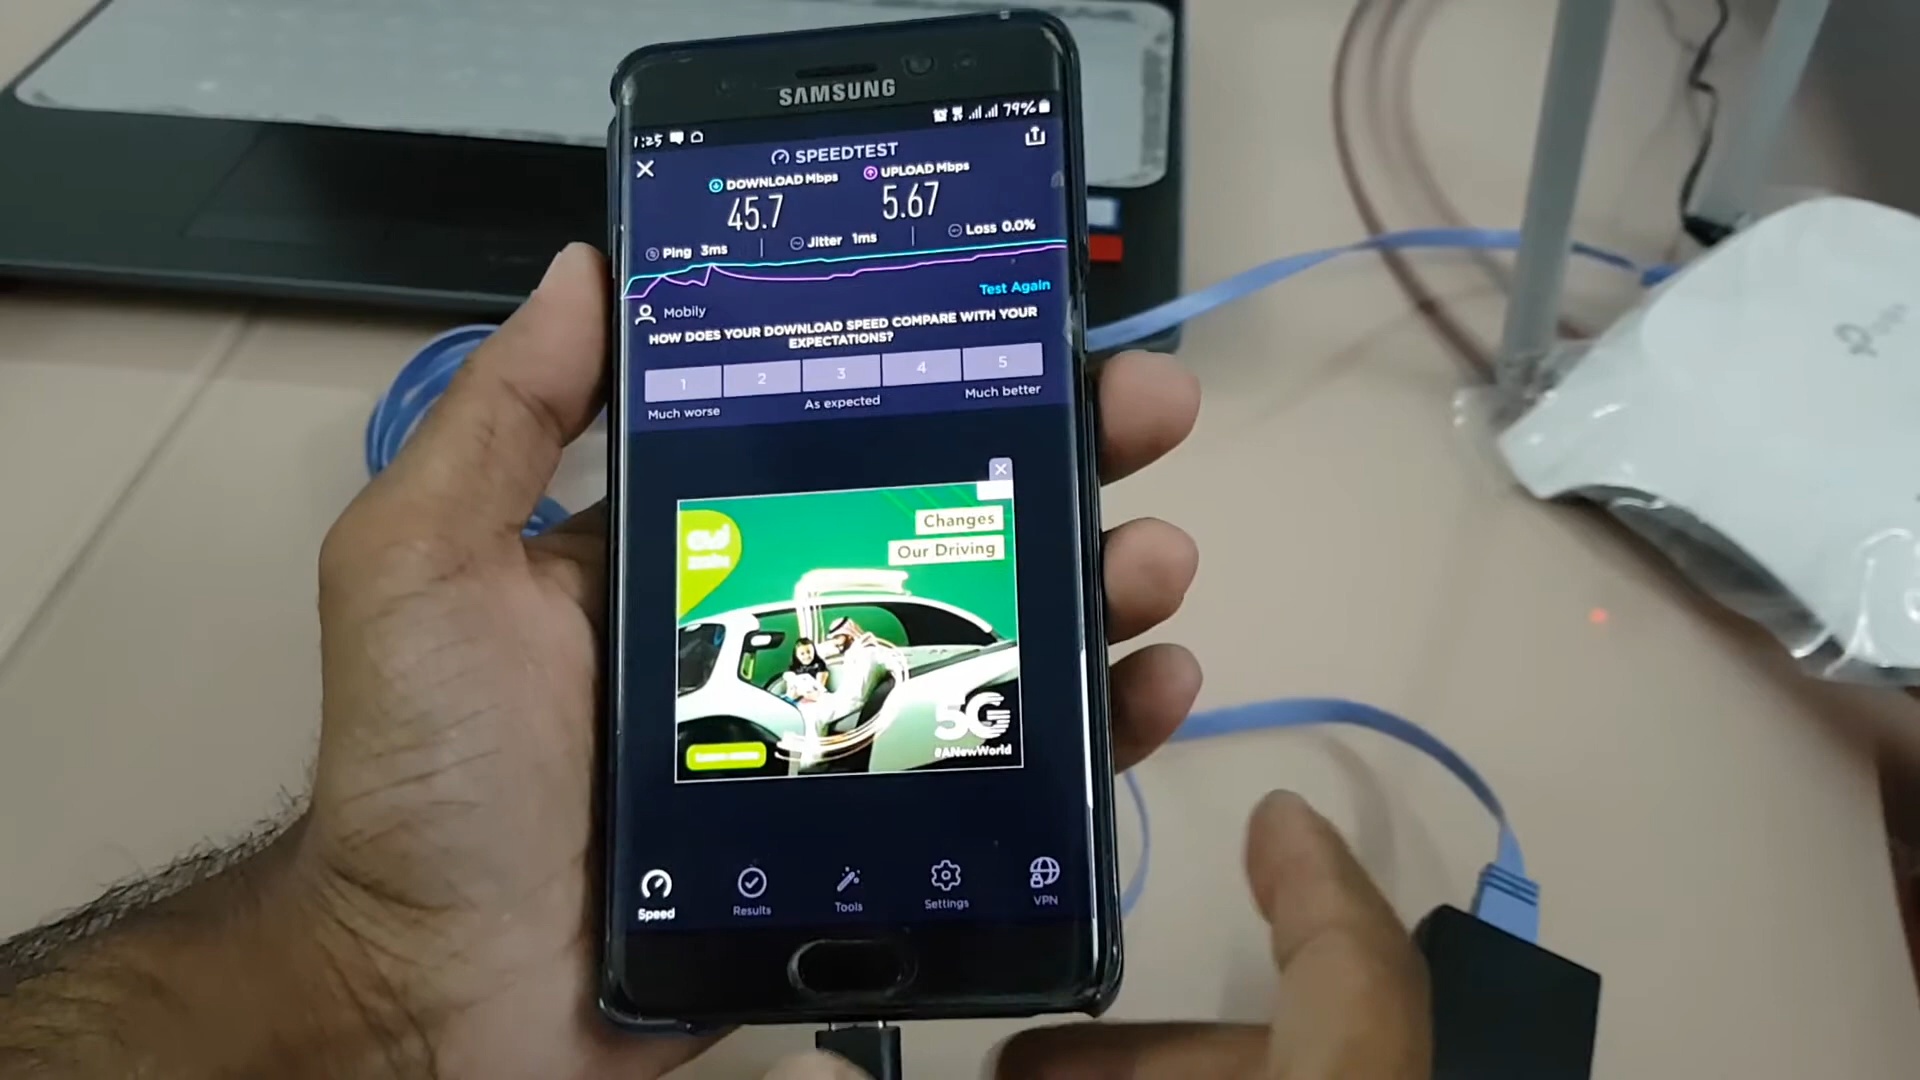 SAMSUNG
1:25
79%
SPEEDTEST
DOWNLOAD Mbps
UPLOAD Mbps
45.7
5.67
Ping 3ms
Jitter 1ms
Loss 0.0%
Test Again
Mobily
HOW DOES YOUR DOWNLOAD SPEED COMPARE WITH YOUR
EXPECTATIONS?
1
2
3
4
5
Much worse
As expected
Much better
Changes
Our Driving
5G
#ANewWorld
Speed
Results
Tools
Settings
VPN